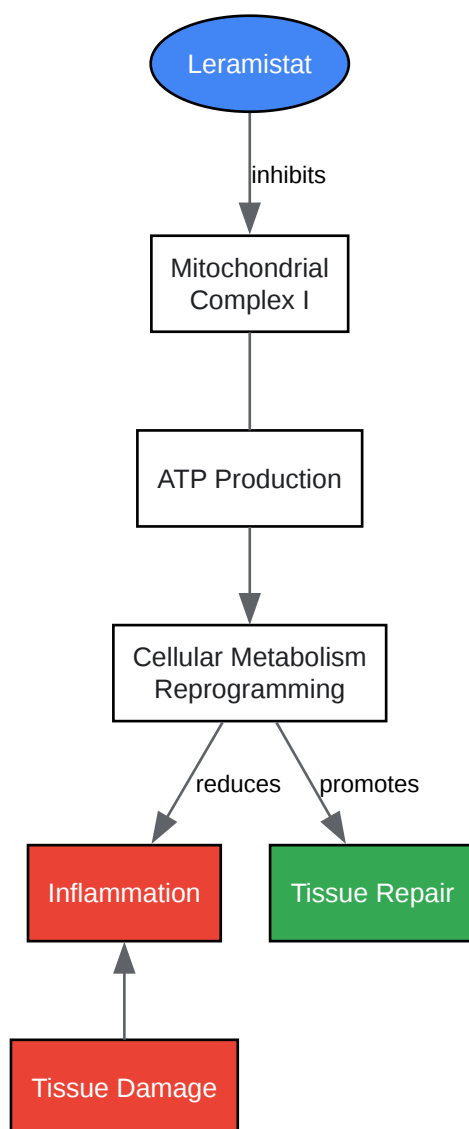 Leramistat
inhibits
Mitochondrial
Complex I
ATP Production
Cellular Metabolism
Reprogramming
reduces
promotes
Inflammation
Tissue Repair
Tissue Damage